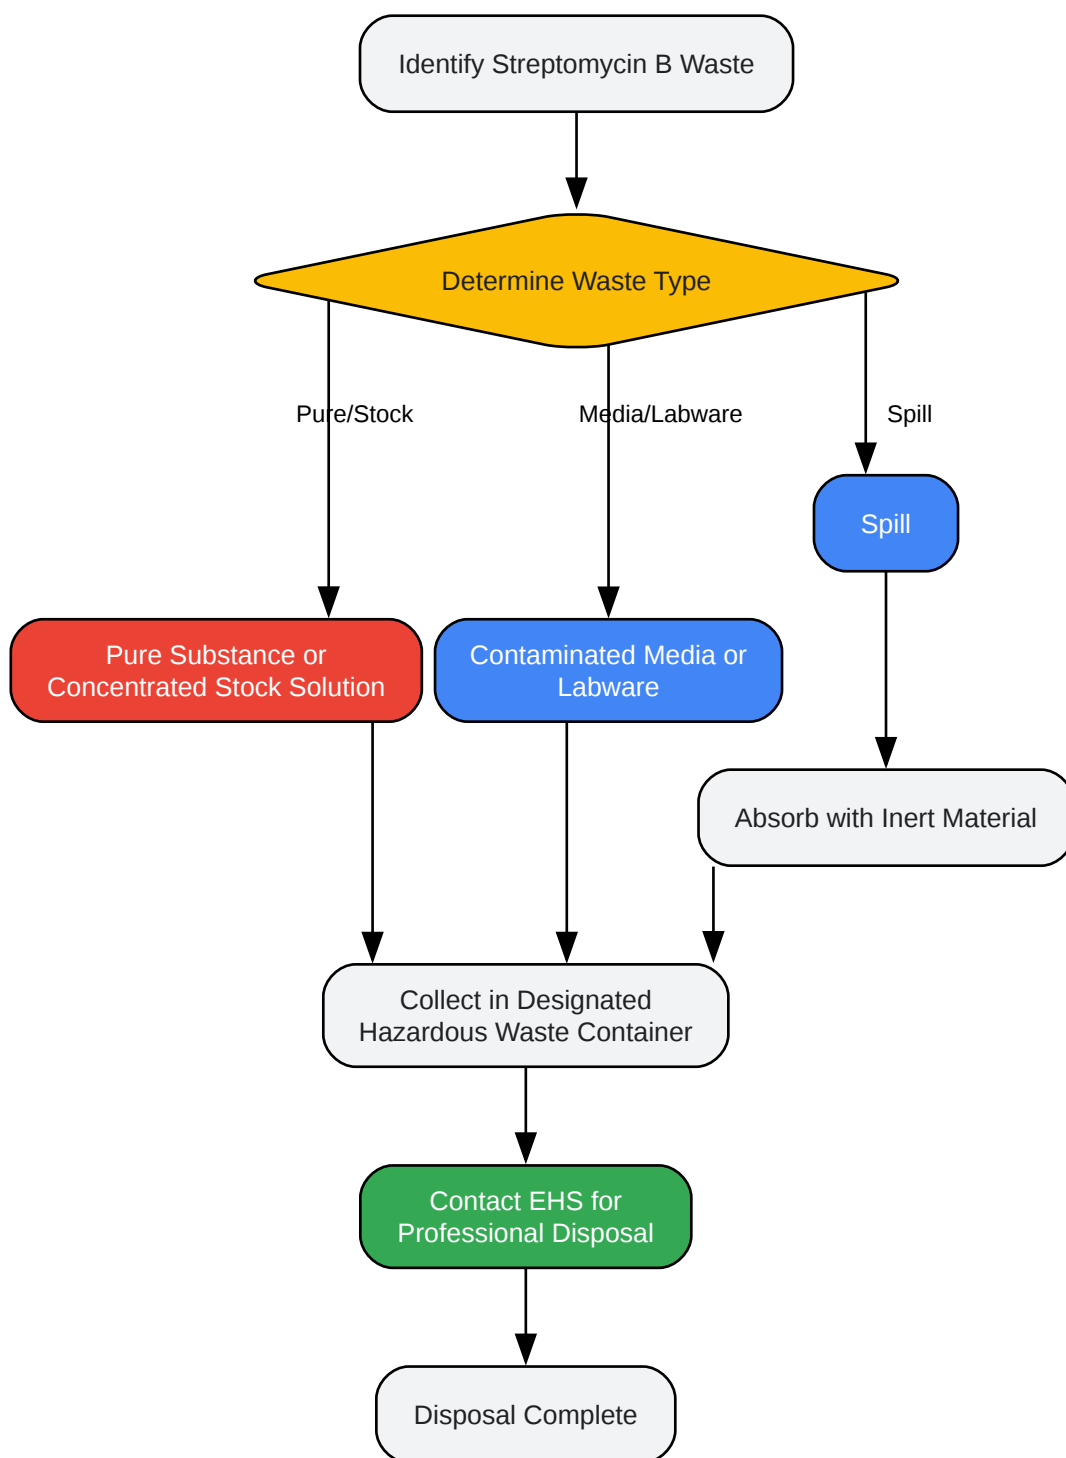 Identify Streptomycin B Waste
Determine Waste Type
Pure/Stock
Media/Labware
Spill
Spill
Pure Substance or
Concentrated Stock Solution
Contaminated Media or
Labware
Absorb with Inert Material
Collect in Designated
Hazardous Waste Container
Contact EHS for
Professional Disposal
Disposal Complete